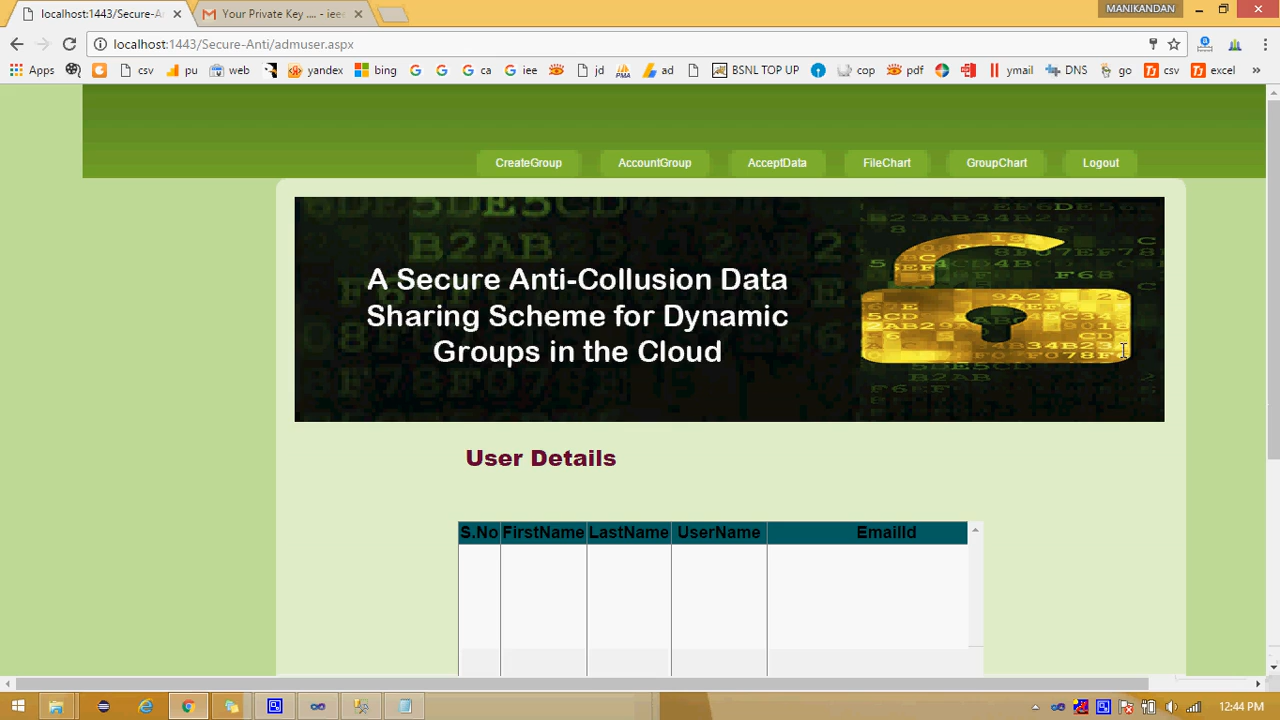 localhost:1443/Secure-A
Your Private Key .... - iee
MANIKANDAN
localhost:1443/Secure-Anti/admuser.aspx
Apps csv pu web yandex bing ca iea jd ad BSNL TOP UP cop pdf ymail DNS go csv excel »
CreateGroup AccountGroup AcceptData FileChart GroupChart Logout
A Secure Anti-Collusion Data
Sharing Scheme for Dynamic
Groups in the Cloud
User Details
S.No FirstName LastName UserName EmailId
12:44 PM